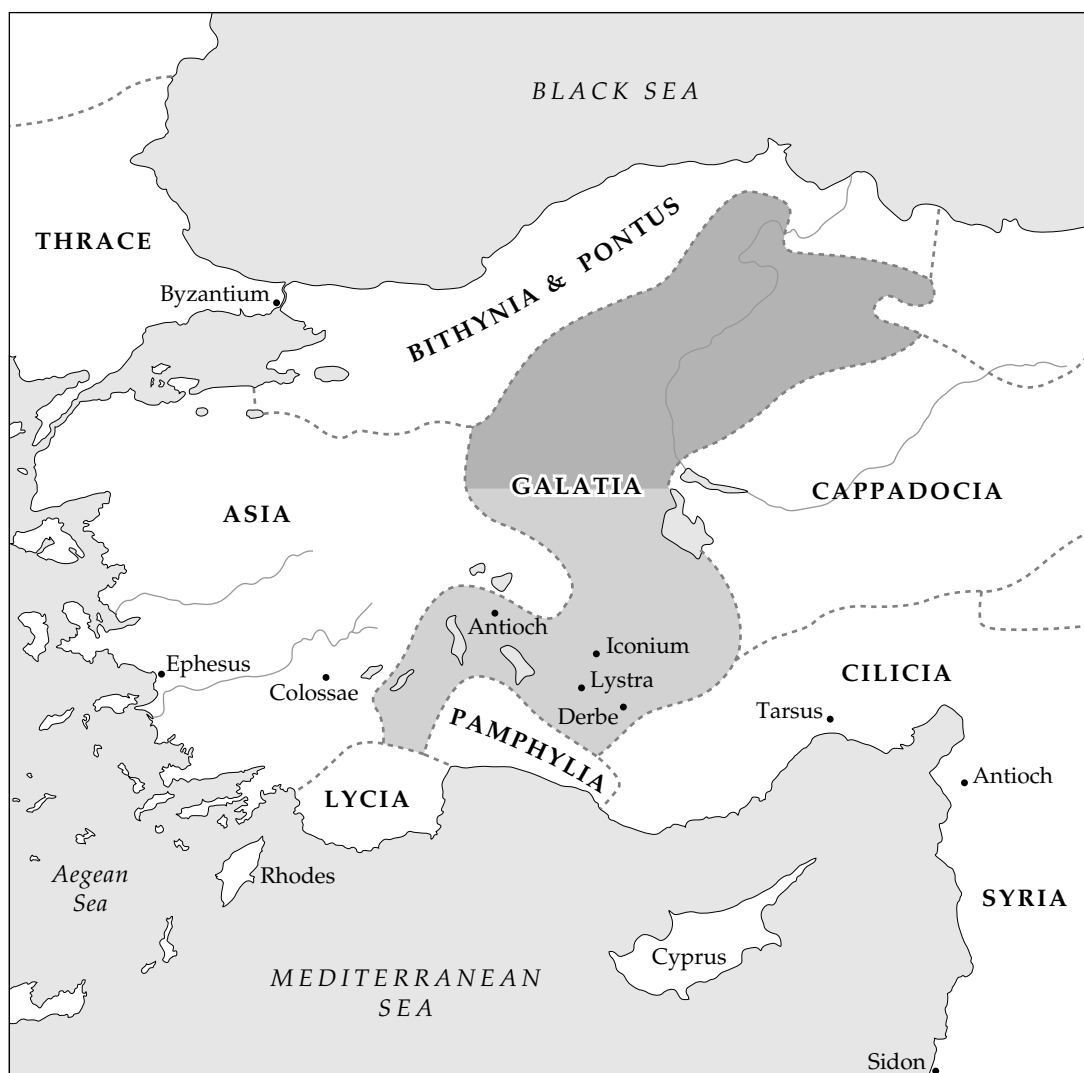 BLACK SEA
THRACE
Byzantium
BITHYNIA & PONTUS
GALATIA
CAPPADOCIA
ASIA
Antioch
Iconium
Ephesus
Lystra
CILICIA
Colossae
Derbe
Tarsus
PAMPHYLIA
Antioch
LYCIA
Rhodes
Aegean
Sea
SYRIA
Cyprus
MEDITERRANEAN
SEA
Sidon